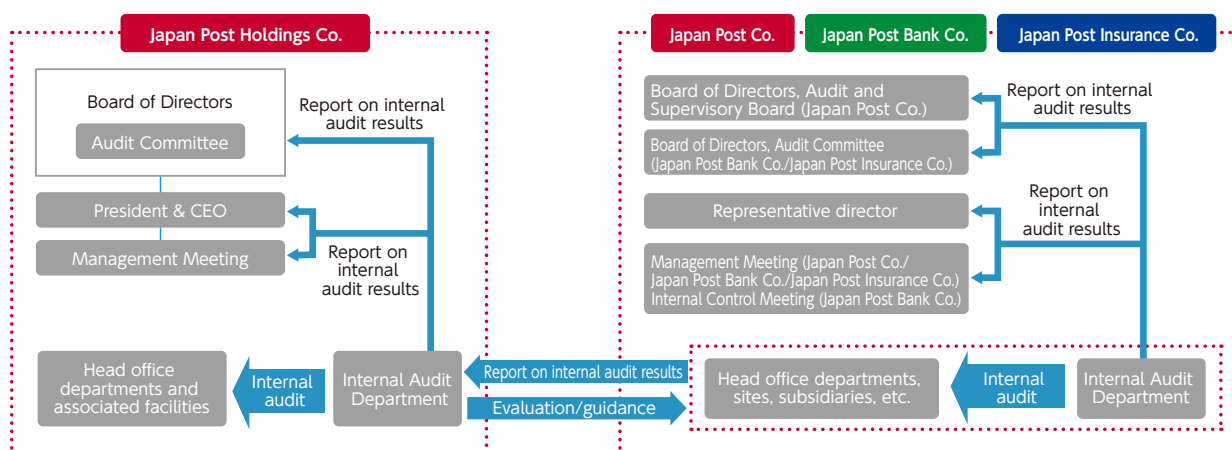 Japan Post Holdings Co.
Board of Directors
Audit Committee
Report on internal
audit results
President & CEO
Management Meeting
Report on
internal
audit results
Head office
departments and
associated facilities
Internal
audit
Internal Audit
Department
Report on internal audit results
Evaluation/guidance
Japan Post Co.
Japan Post Bank Co.
Japan Post Insurance Co.
Board of Directors, Audit and
Supervisory Board (Japan Post Co.)
Board of Directors, Audit Committee
(Japan Post Bank Co./Japan Post Insurance Co.)
Report on internal
audit results
Representative director
Management Meeting (Japan Post Co./
Japan Post Bank Co./Japan Post Insurance Co.)
Internal Control Meeting (Japan Post Bank Co.)
Report on
internal
audit results
Head office departments,
sites, subsidiaries, etc.
Internal
audit
Internal Audit
Department